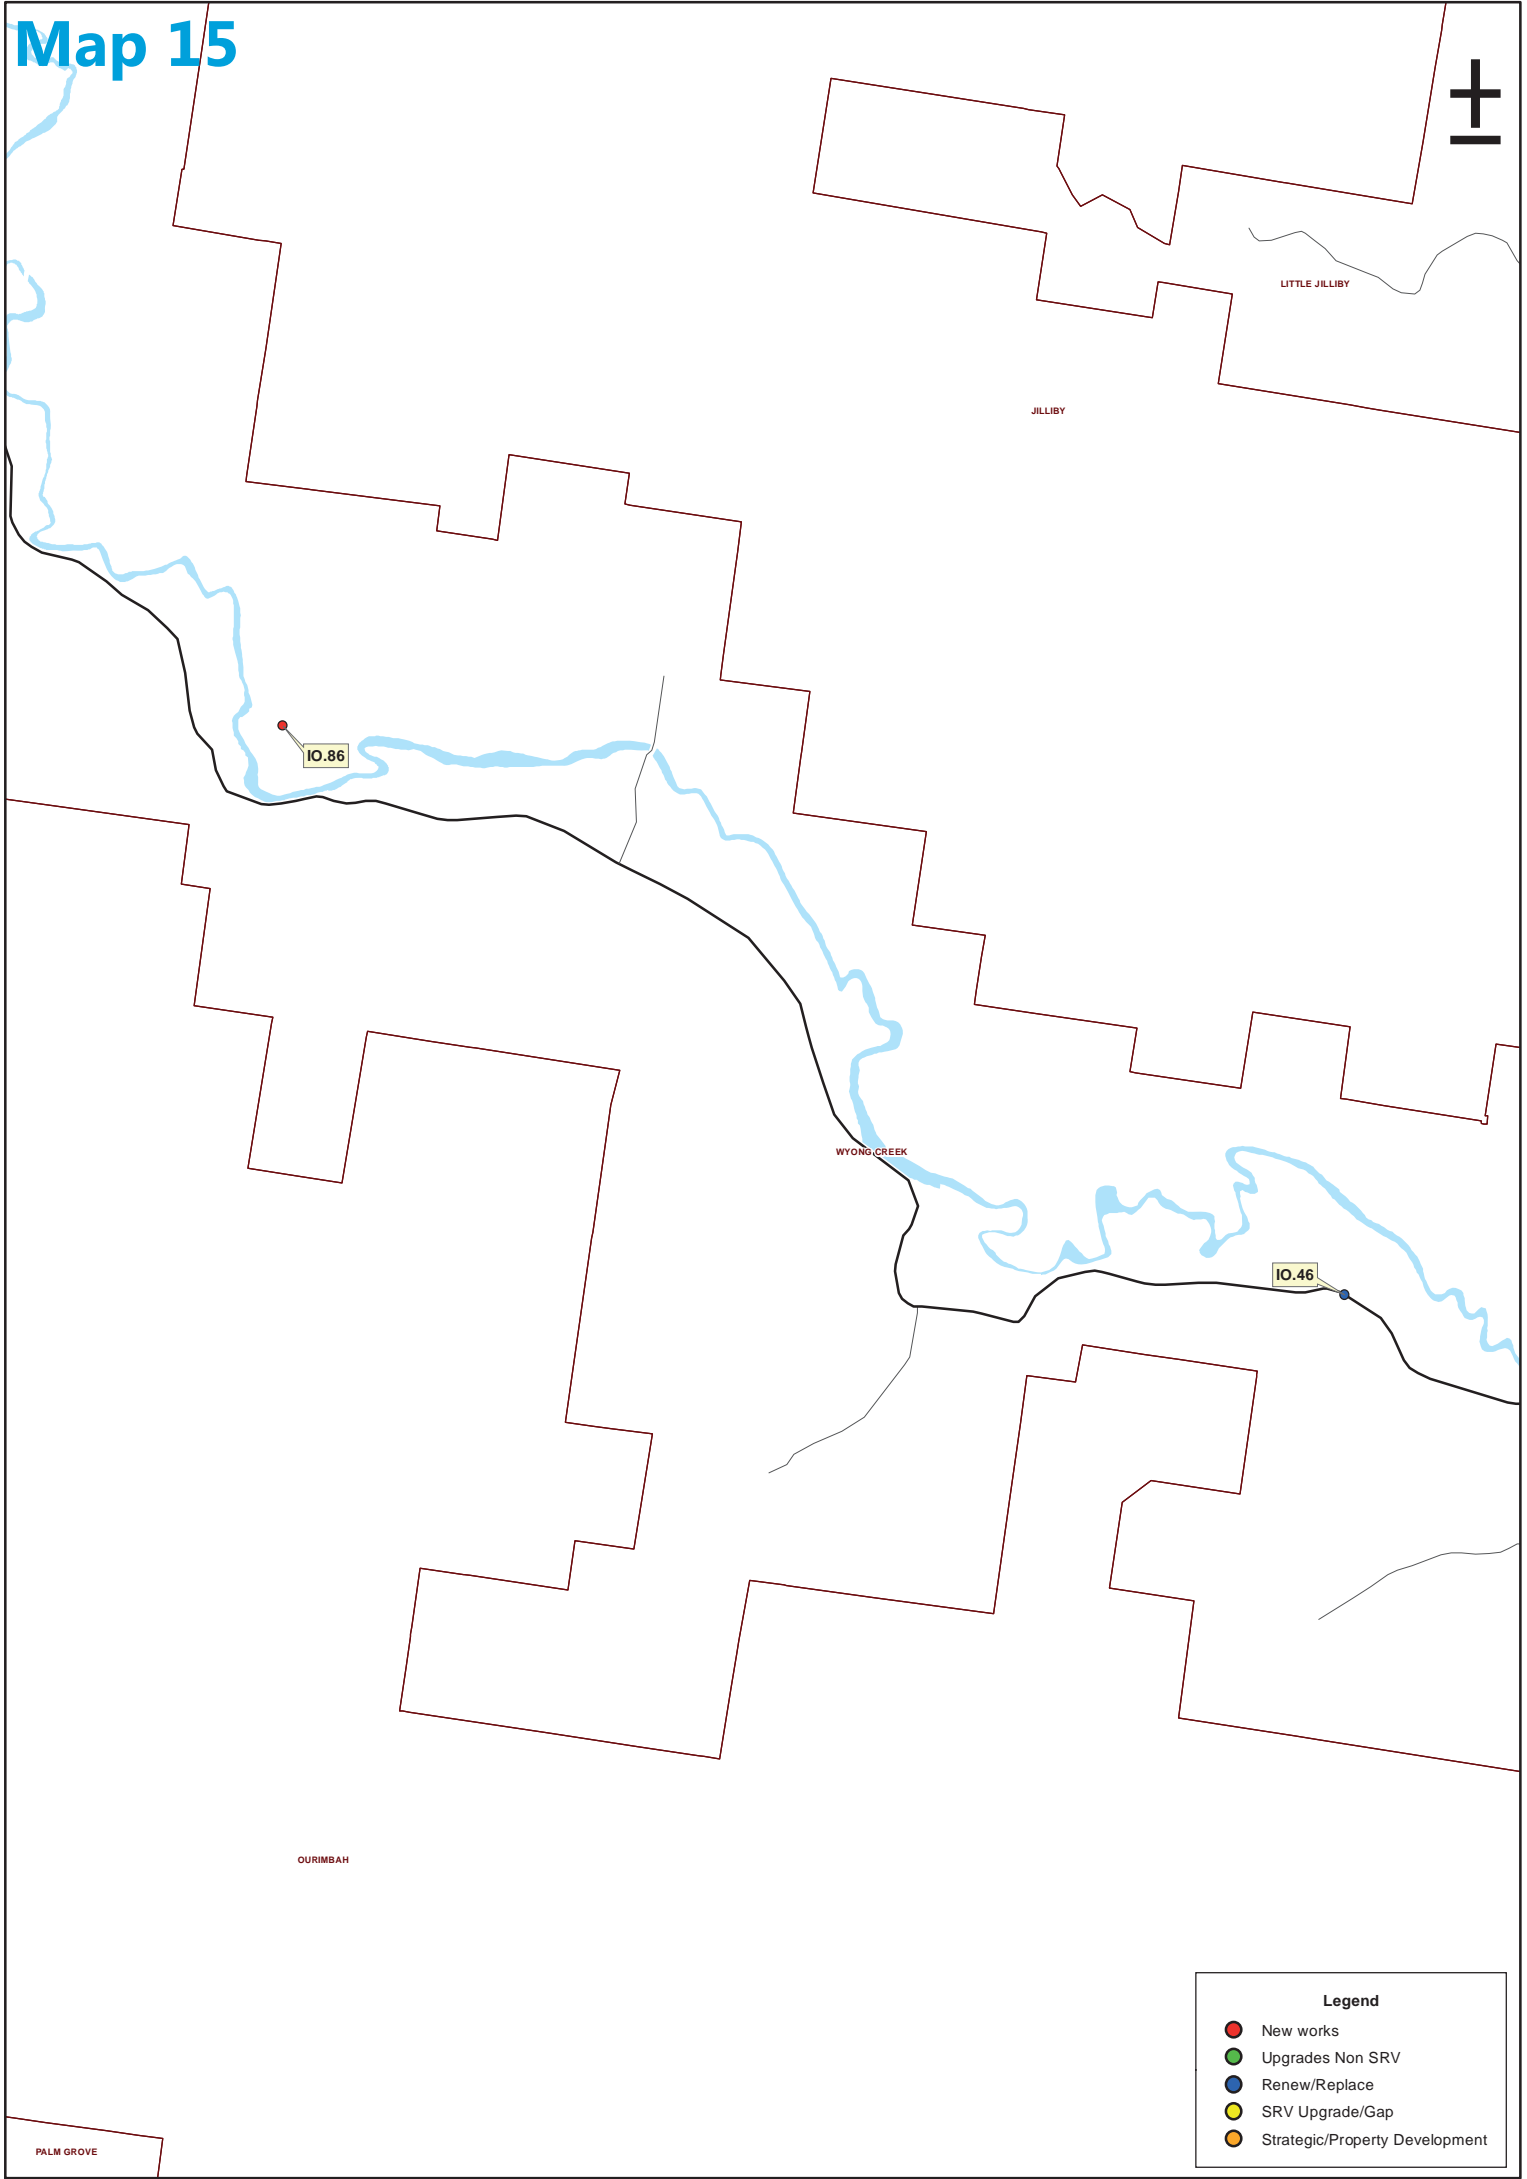 Map 15
LITTLE JILLIBY
JILLIBY
IO.86
WYONG CREEK
IO.46
OURIMBAH
PALM GROVE
Legend
New works
Upgrades Non SRV
Renew/Replace
SRV Upgrade/Gap
Strategic/Property Development